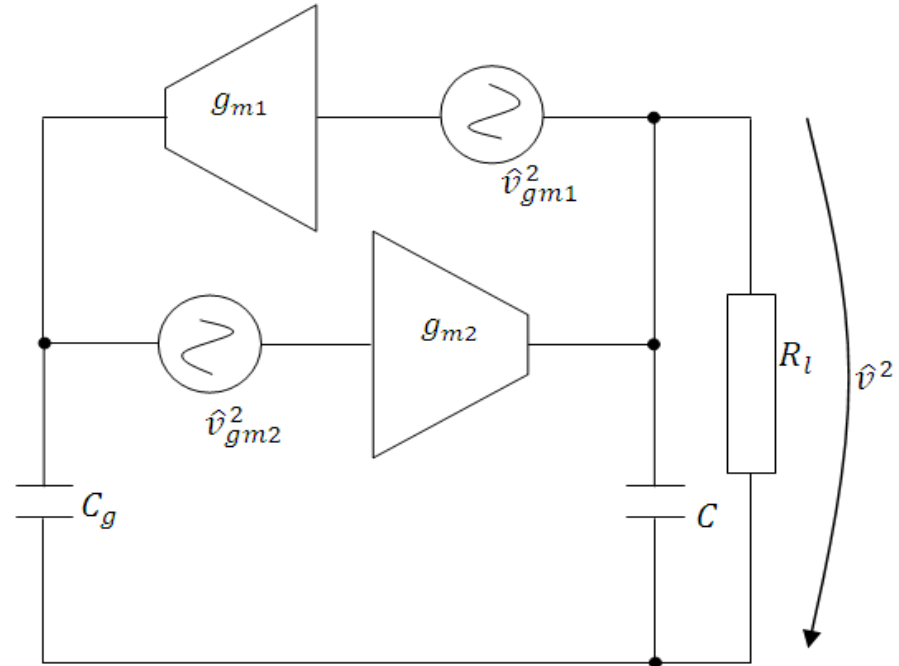 g_{m1}
\hat{v}^2_{gm1}
g_{m2}
R_l
\hat{v}^2
\hat{v}^2_{gm2}
C_g
C